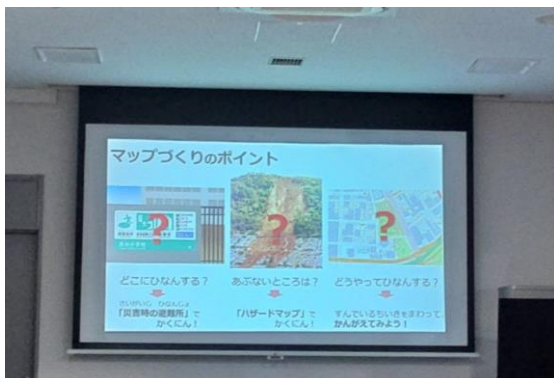 マップづくりのポイント
?
?
?
どこにひなんする?
さいがいじ ひなんじょ
「災害時の避難所」で
かくにん!
あぶないところは?
「ハザードマップ」で
かくにん!
どうやってひなんする?
すんでいるちいきをまわって、
かんがえてみよう!